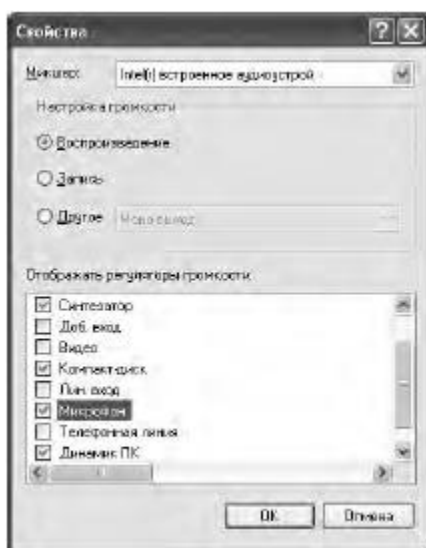 Свойства
Микшер: Intel(r) встроенное аудиоустрой
Настройка громкости
Воспроизведение
Запись
Другое Моно выход
Отображать регуляторы громкости:
Синтезатор
Доб. вход
Видео
Компакт-диск
Лин. вход
Микрофон
Телефонная линия
Динамик ПК
OK Отмена